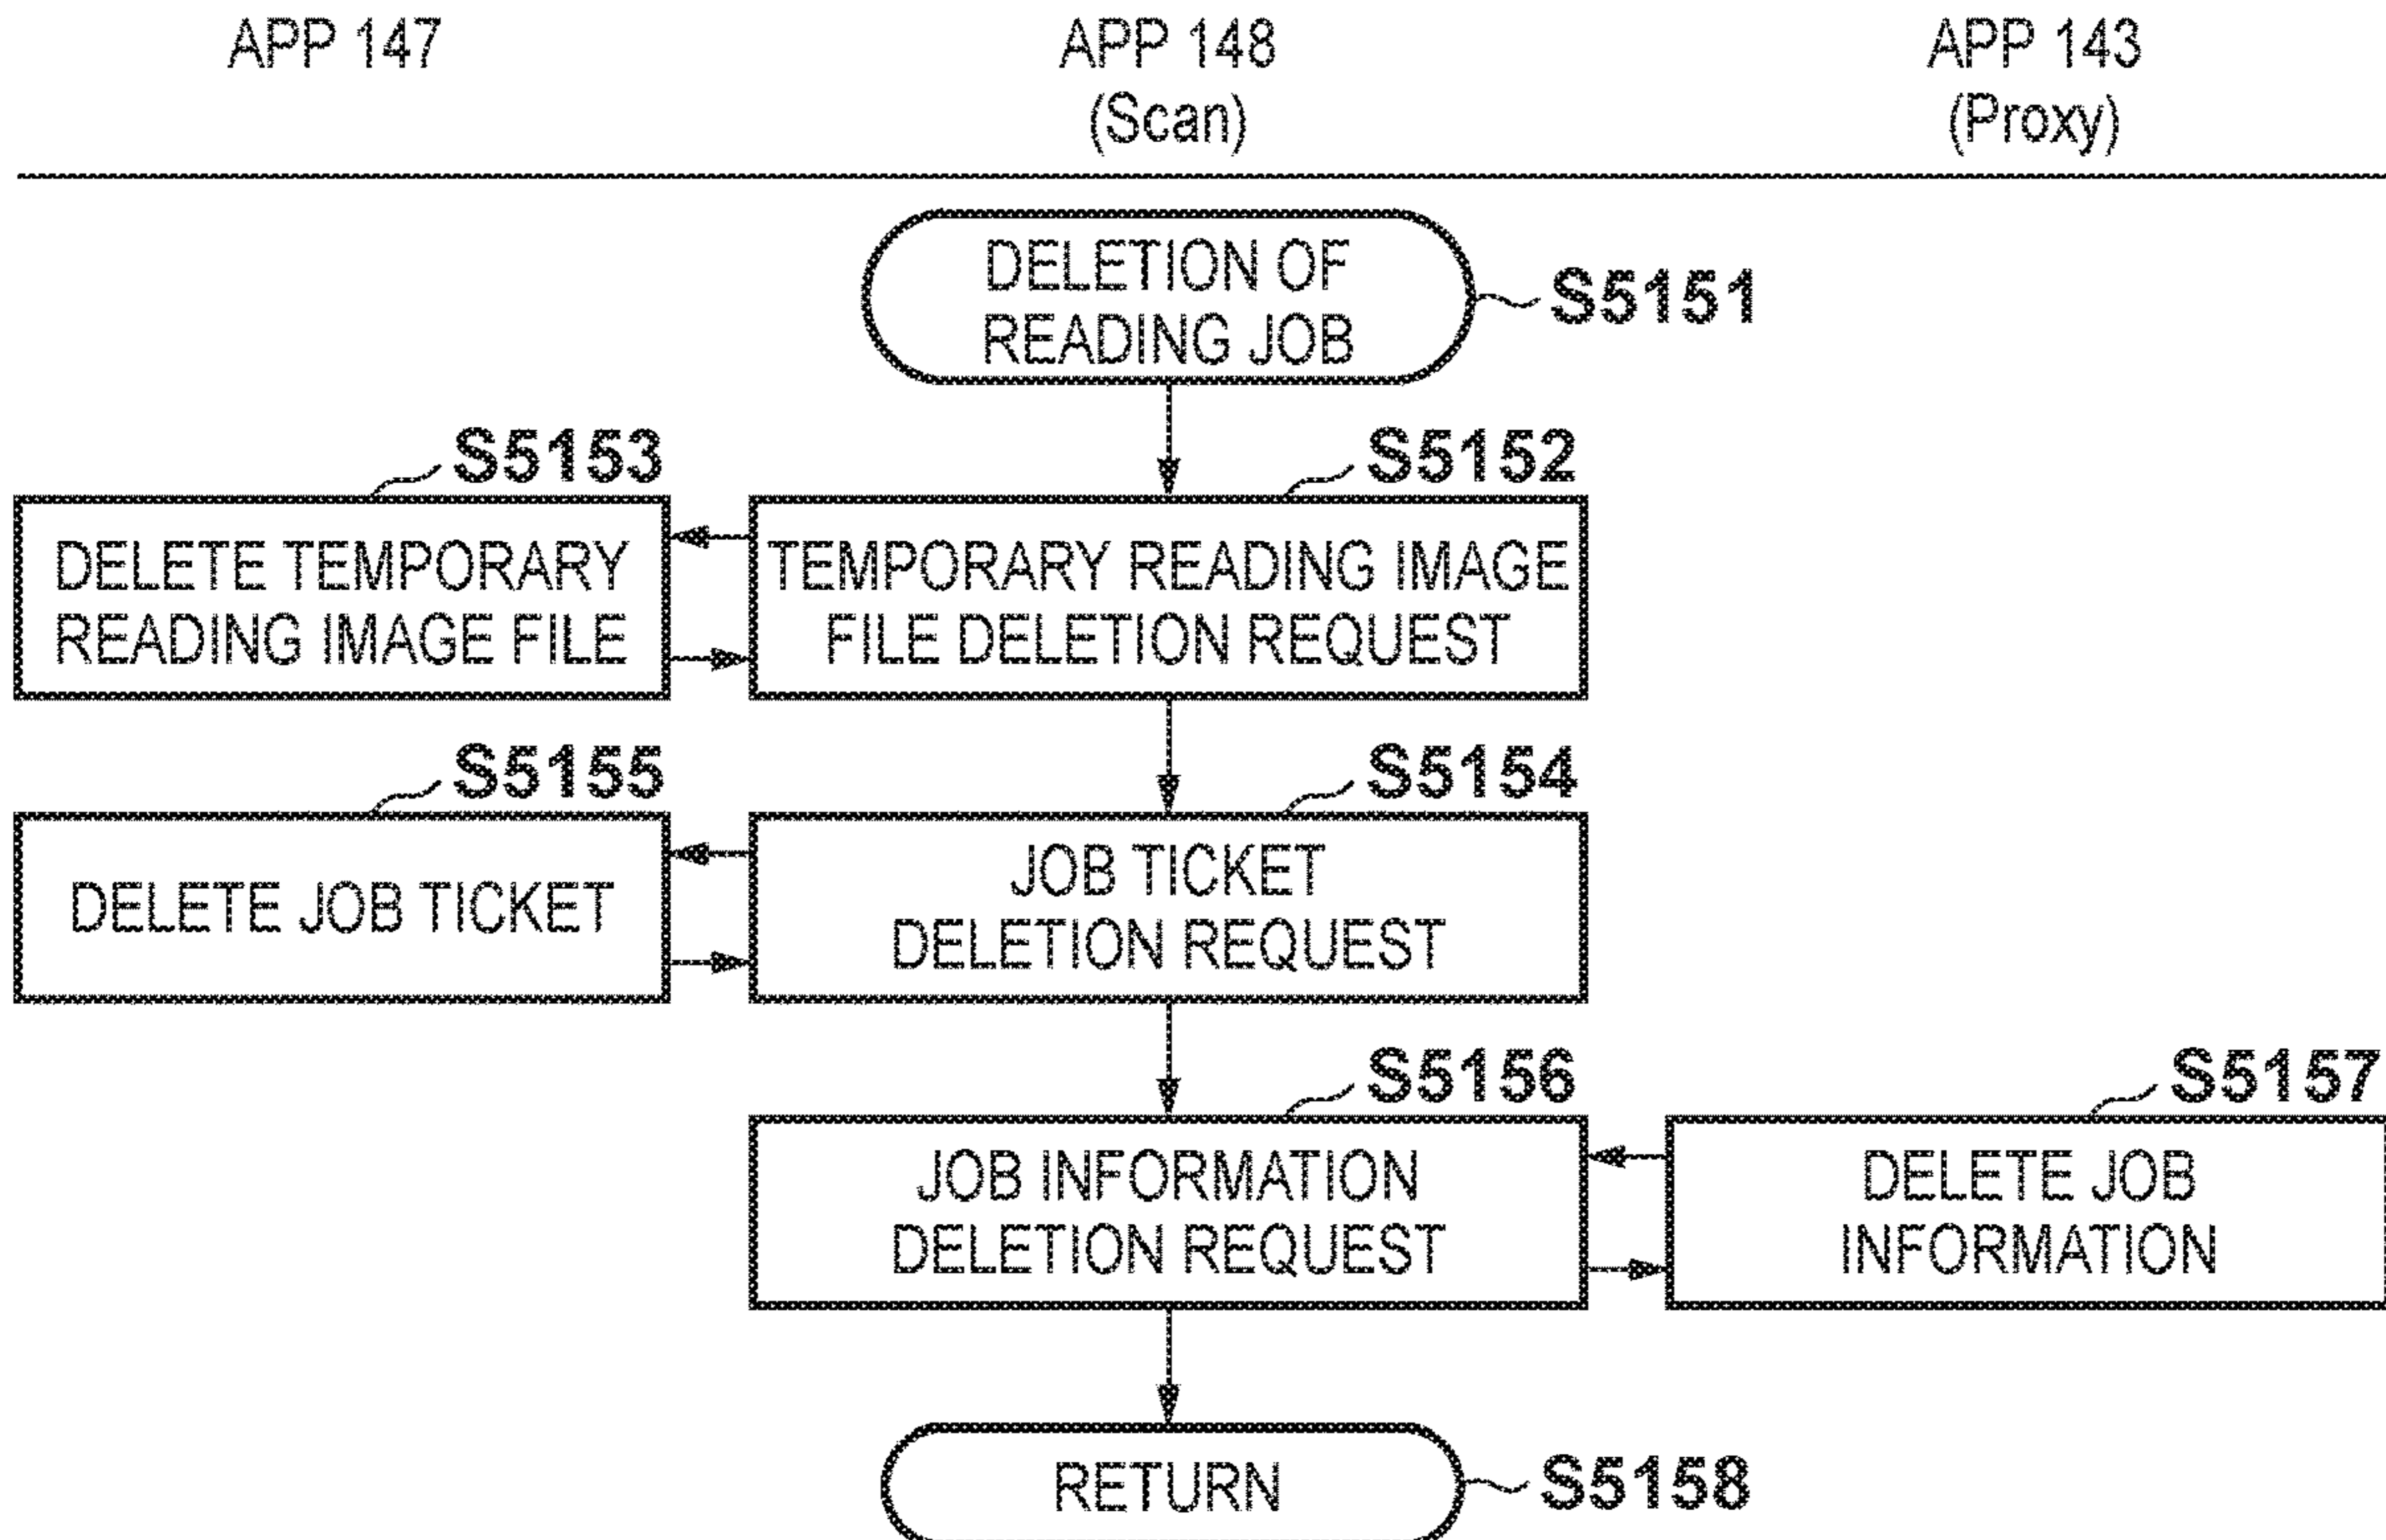 APP 147
APP 148
(Scan)
APP 143
(Proxy)
DELETION OF
READING JOB
S5151
S5153
S5152
DELETE TEMPORARY
READING IMAGE FILE
TEMPORARY READING IMAGE
FILE DELETION REQUEST
S5155
S5154
DELETE JOB TICKET
JOB TICKET
DELETION REQUEST
S5156
S5157
JOB INFORMATION
DELETION REQUEST
DELETE JOB
INFORMATION
RETURN
S5158